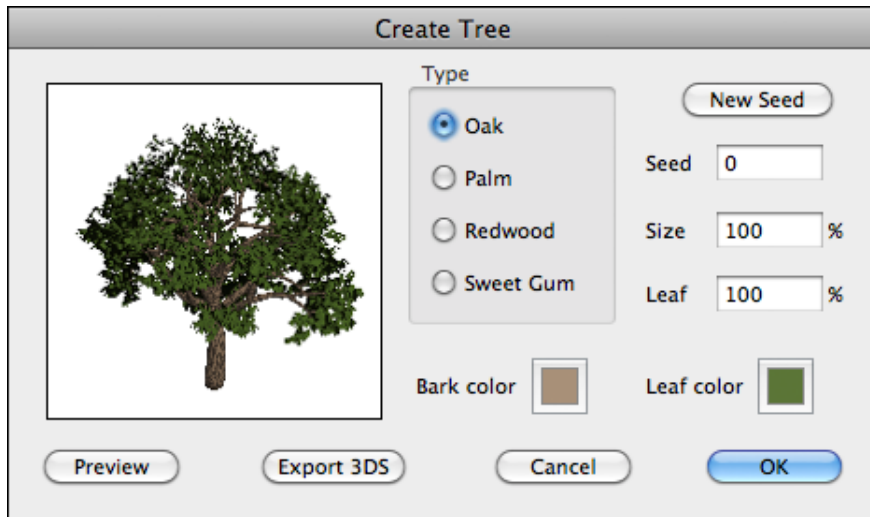 Create Tree
Type
Oak
Palm
Redwood
Sweet Gum
New Seed
Seed 0
Size 100 %
Leaf 100 %
Bark color
Leaf color
Preview
Export 3DS
Cancel
OK